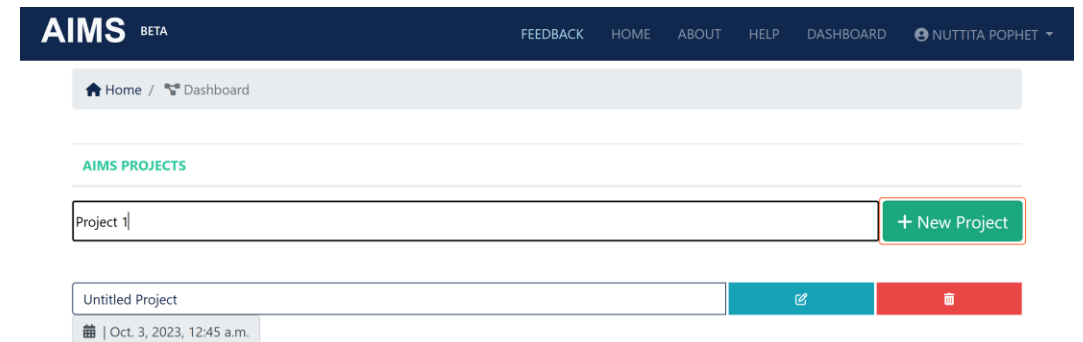 AIMS BETA FEEDBACK HOME ABOUT HELP DASHBOARD NUTTITA POPHET
Home / Dashboard
AIMS PROJECTS
Project 1 + New Project
Untitled Project
| Oct. 3, 2023, 12:45 a.m.